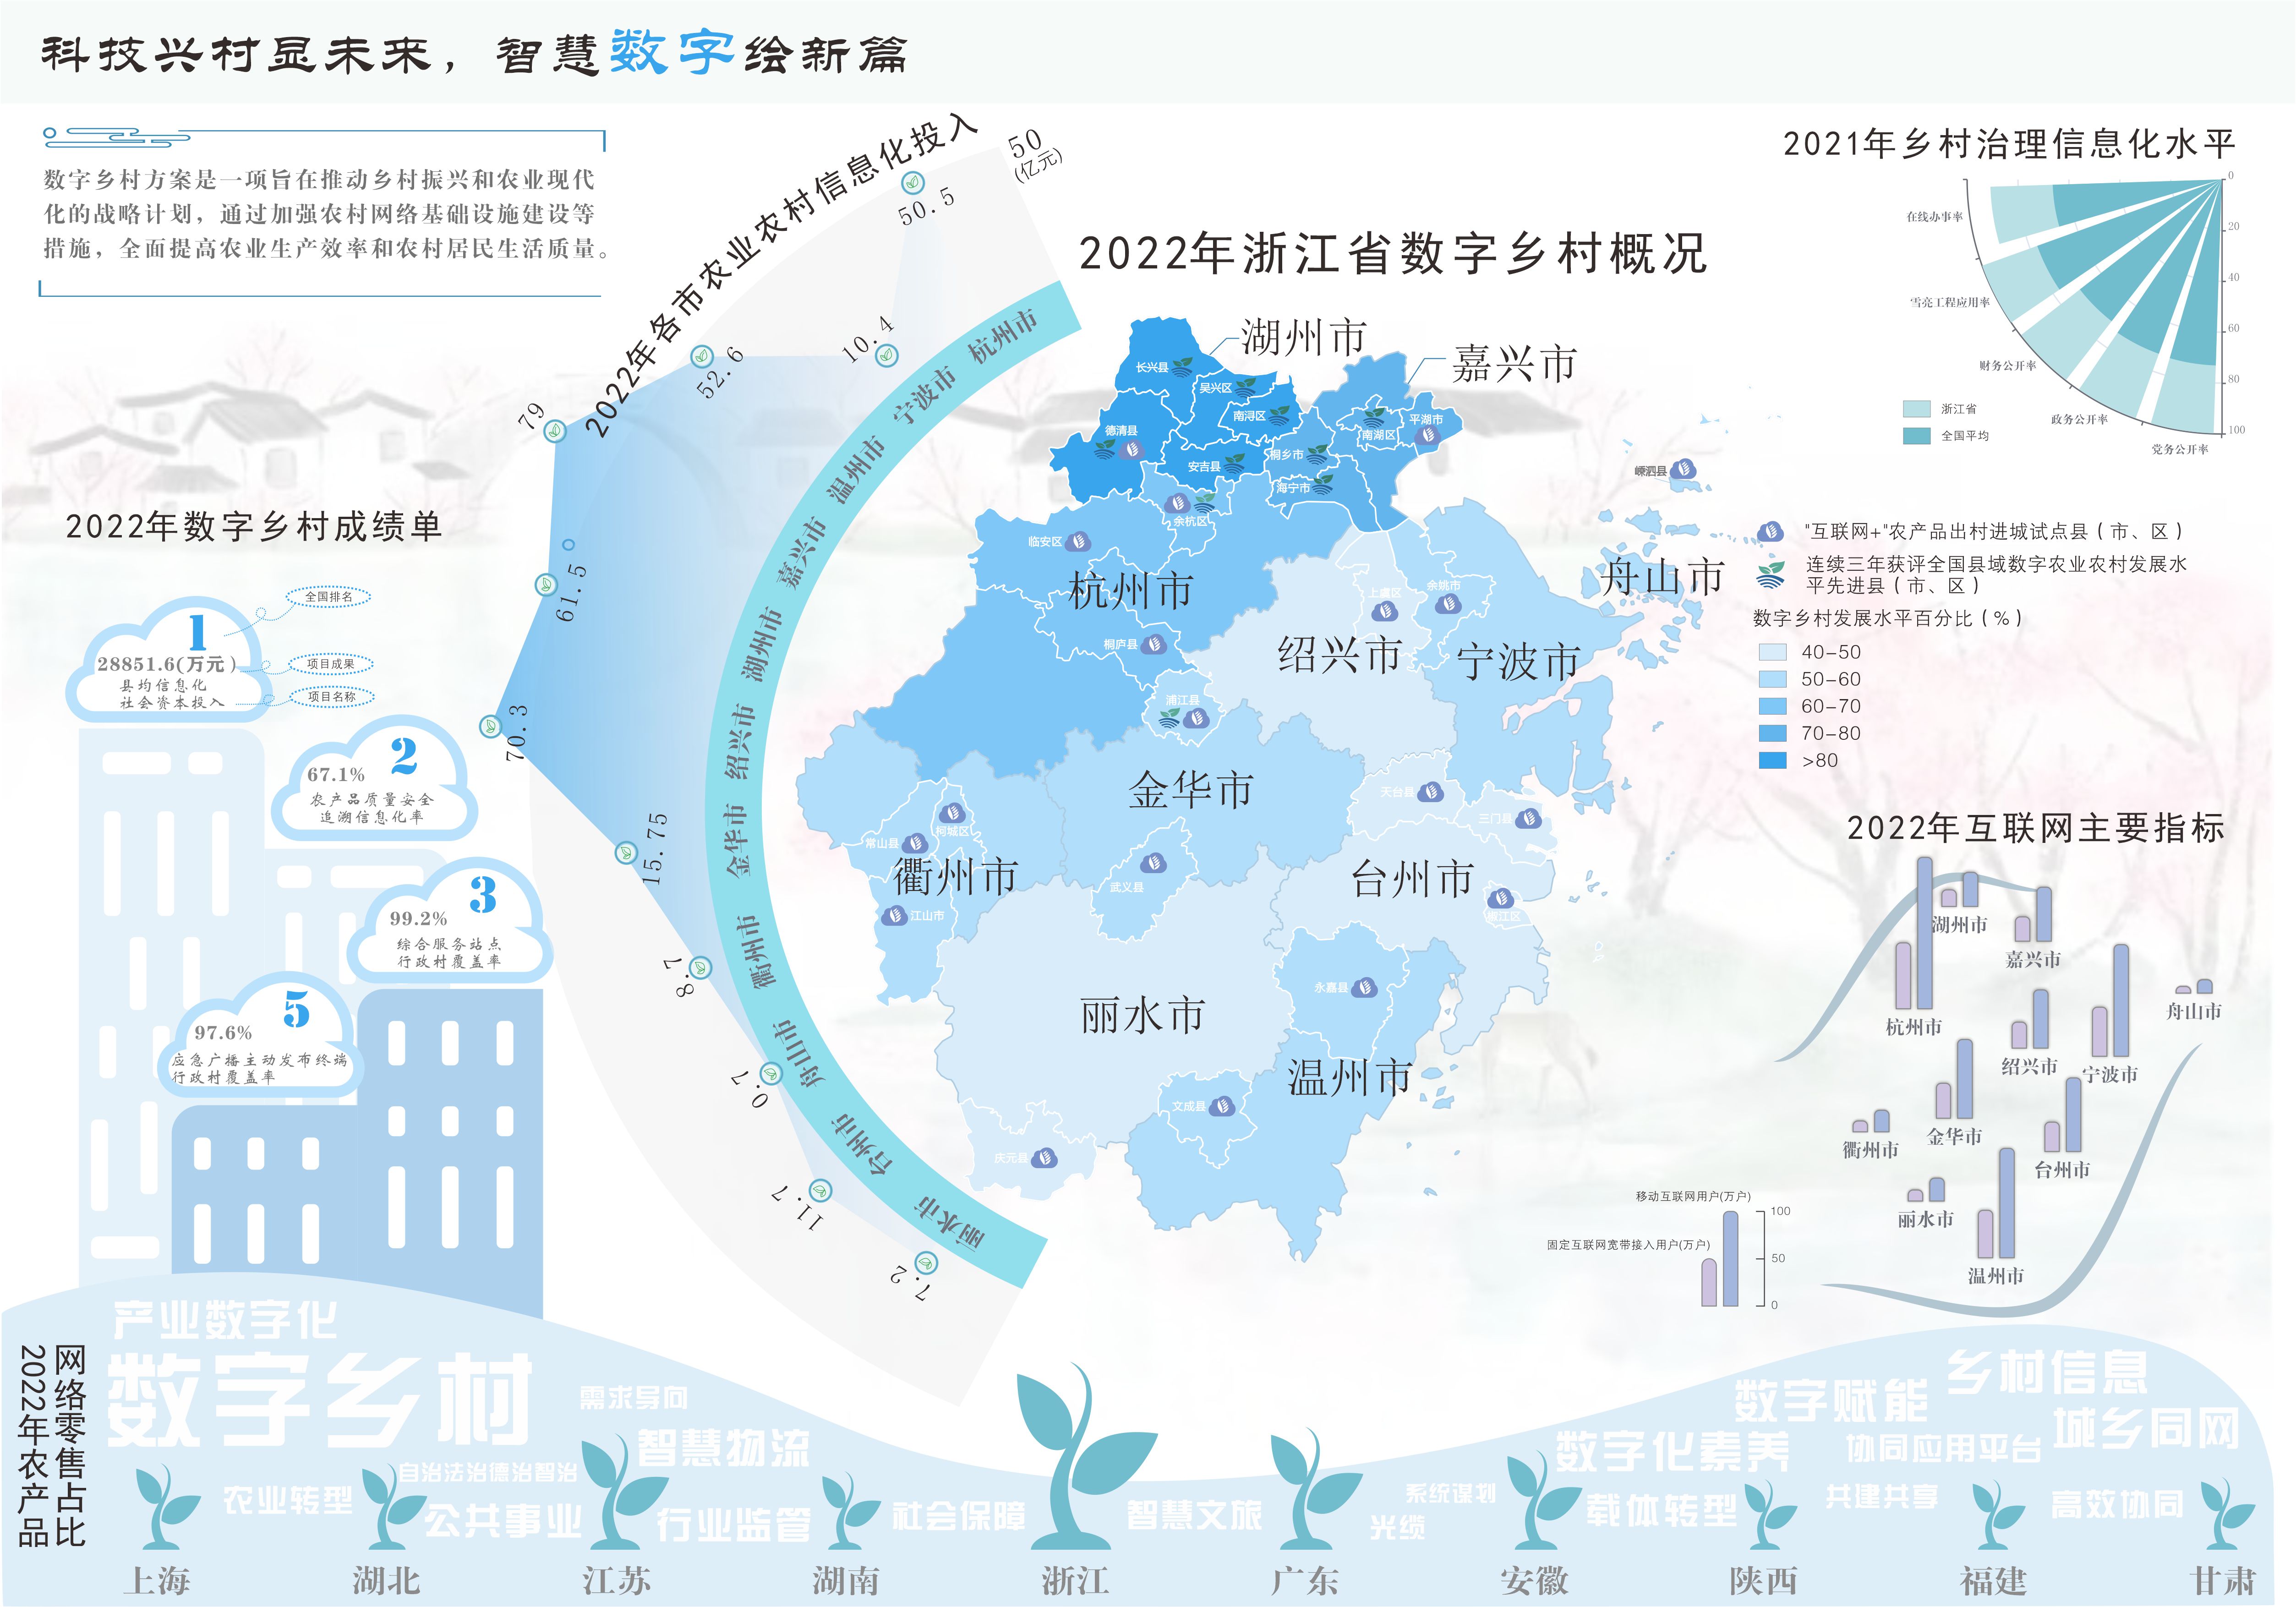 科技兴村显未来，智慧数字绘新篇
数字乡村方案是一项旨在推动乡村振兴和农业现代
化的战略计划，通过加强农村网络基础设施建设等
措施，全面提高农业生产效率和农村居民生活质量。
2022年数字乡村成绩单
1
28851.6(万元)
县均信息化
社会资本投入
全国排名
项目成果
项目名称
2
67.1%
农产品质量安全
追溯信息化率
3
99.2%
综合服务站点
行政村覆盖率
5
97.6%
应急广播主动发布终端
行政村覆盖率
2022年各市农业农村信息化投入
50
(亿元)
50.5
10.4
52.6
79
61.5
70.3
15.75
8.7
0.7
11.7
7.2
杭州市
宁波市
温州市
嘉兴市
湖州市
绍兴市
金华市
衢州市
舟山市
台州市
丽水市
2022年浙江省数字乡村概况
湖州市
嘉兴市
长兴县
吴兴区
南浔区
德清县
安吉县
桐乡市
南湖区
平湖市
海宁市
余杭区
临安区
杭州市
桐庐县
浦江县
上虞区
余姚市
绍兴市
宁波市
舟山市
嵊泗县
金华市
武义县
常山县
柯城区
衢州市
江山市
天台县
三门县
台州市
椒江区
丽水市
永嘉县
温州市
文成县
庆元县
"互联网+"农产品出村进城试点县（市、区）
连续三年获评全国县域数字农业农村发展水
平先进县（市、区）
数字乡村发展水平百分比（%）
40-50
50-60
60-70
70-80
>80
2021年乡村治理信息化水平
在线办事率
雪亮工程应用率
财务公开率
政务公开率
党务公开率
0
20
40
60
80
100
浙江省
全国平均
2022年互联网主要指标
湖州市
嘉兴市
杭州市
舟山市
绍兴市
宁波市
金华市
衢州市
台州市
丽水市
温州市
移动互联网用户(万户)
固定互联网宽带接入用户(万户)
100
50
0
2022年农产品
网络零售占比
产业数字化
数字乡村
需求导向
智慧物流
自治法治德治智治
农业转型
公共事业
行业监管
社会保障
智慧文旅
系统谋划
光缆
数字化素养
载体转型
数字赋能
乡村信息
协同应用平台
城乡同网
共建共享
高效协同
上海
湖北
江苏
湖南
浙江
广东
安徽
陕西
福建
甘肃